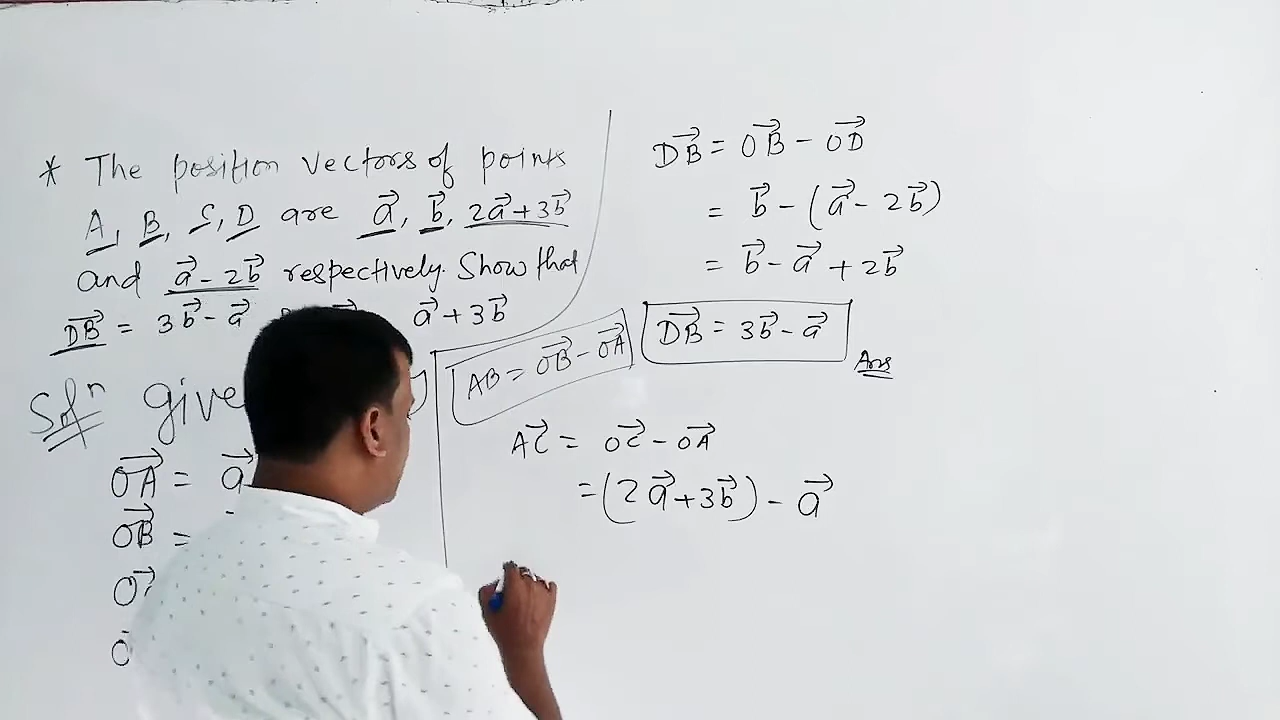 * The position vectors of points
A, B, C, D are a⃗, b⃗, 2a⃗+3b⃗
and a⃗ - 2b⃗ respectively. Show that
DB⃗ = 3b⃗ - a⃗ a⃗ + 3b⃗
Solⁿ give
OA⃗ = a⃗
OB⃗ =
AB = OB⃗ - OA⃗
DB⃗ = OB⃗ - OD⃗
= b⃗ - (a⃗ - 2b⃗)
= b⃗ - a⃗ + 2b⃗
DB⃗ = 3b⃗ - a⃗
Ans
AC⃗ = OC⃗ - OA⃗
= (2a⃗+3b⃗) - a⃗